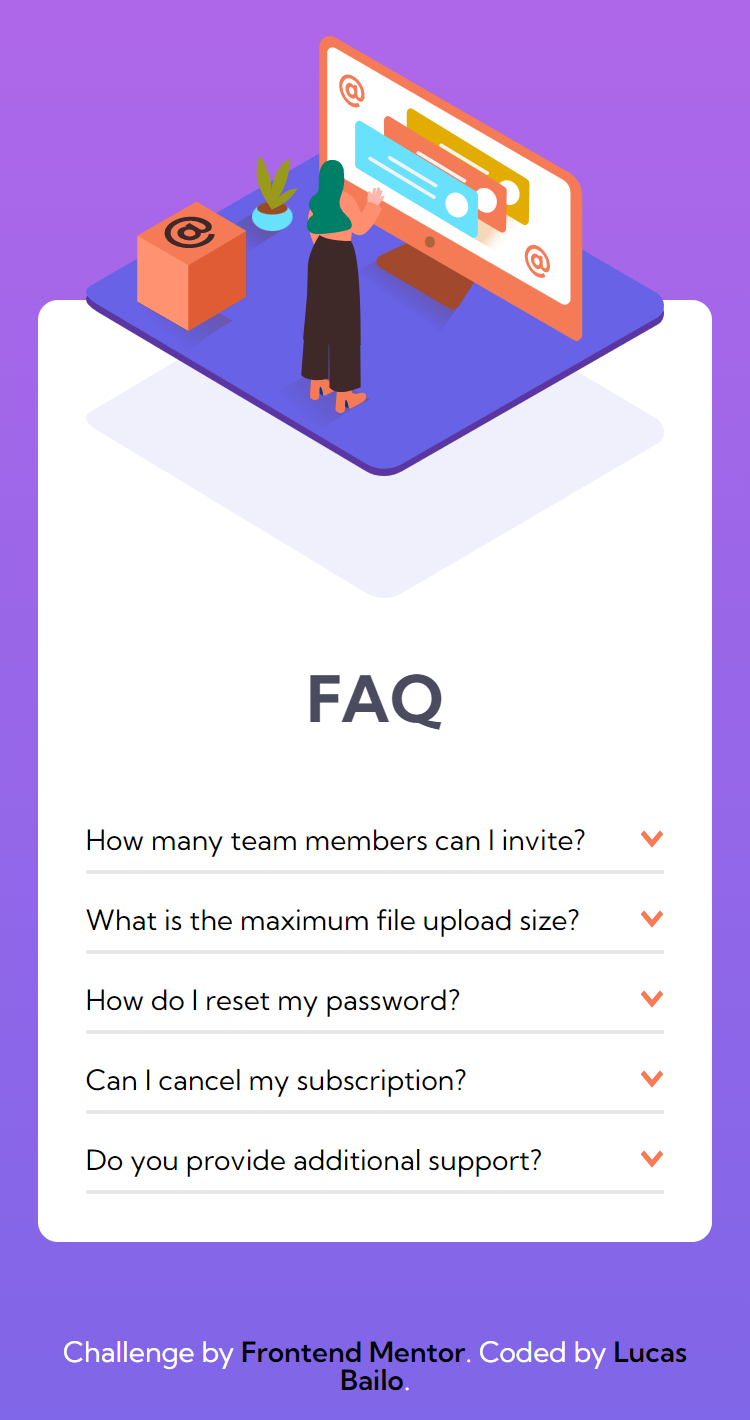 @
@
@
FAQ
How many team members can I invite?
What is the maximum file upload size?
How do I reset my password?
Can I cancel my subscription?
Do you provide additional support?
Challenge by Frontend Mentor. Coded by Lucas
Bailo.